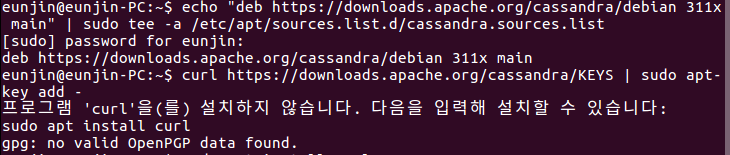 eunjin@eunjin-PC:~$ echo "deb https://downloads.apache.org/cassandra/debian 311x
main" | sudo tee -a /etc/apt/sources.list.d/cassandra.sources.list
[sudo] password for eunjin:
deb https://downloads.apache.org/cassandra/debian 311x main
eunjin@eunjin-PC:~$ curl https://downloads.apache.org/cassandra/KEYS | sudo apt-
key add -
프로그램 'curl'을(를) 설치하지 않습니다. 다음을 입력해 설치할 수 있습니다:
sudo apt install curl
gpg: no valid OpenPGP data found.